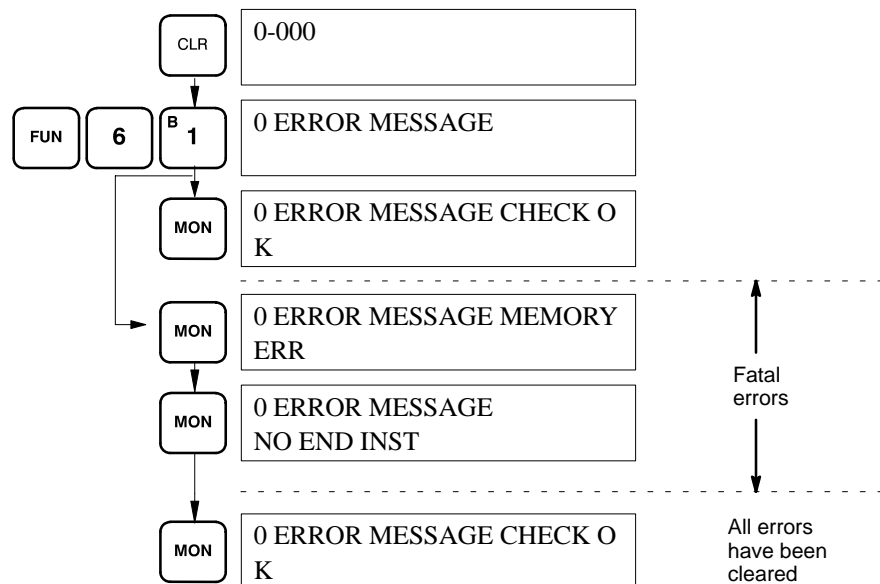 CLR
0-000
FUN
6
B
1
0 ERROR MESSAGE
MON
0 ERROR MESSAGE CHECK O
K
MON
0 ERROR MESSAGE MEMORY
ERR
MON
0 ERROR MESSAGE
NO END INST
Fatal
errors
MON
0 ERROR MESSAGE CHECK O
K
All errors
have been
cleared